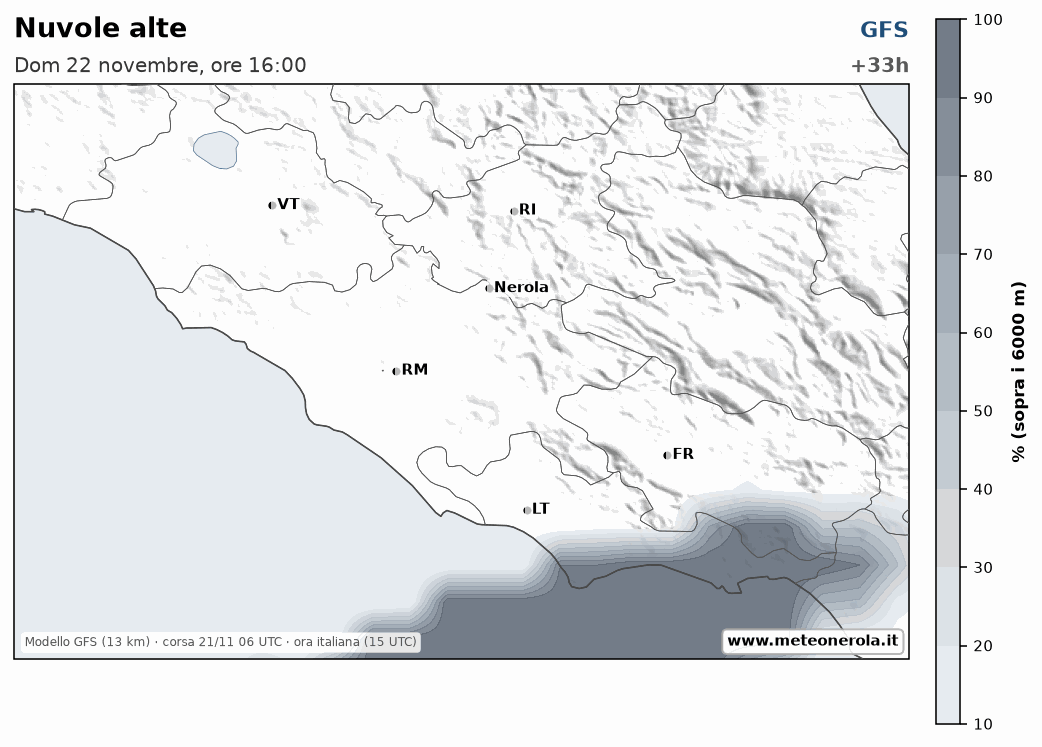 Nuvole alte
GFS
Dom 22 novembre, ore 16:00
+33h
VT
RI
Nerola
RM
FR
LT
Modello GFS (13 km) · corsa 21/11 06 UTC · ora italiana (15 UTC)
www.meteonerola.it
100
90
80
70
60
50
40
30
20
10
% (sopra i 6000 m)